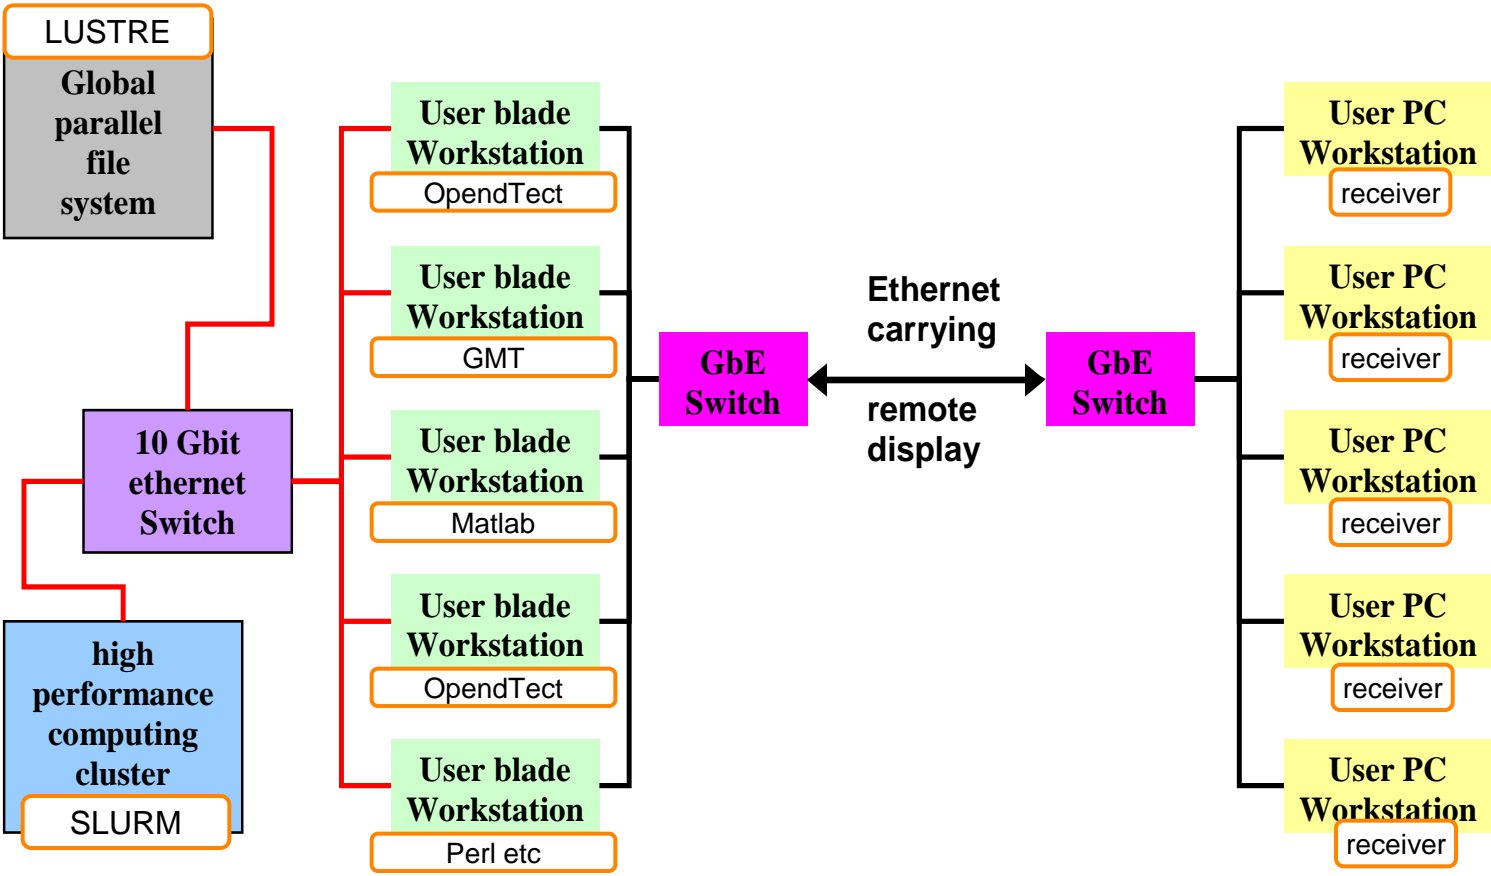 LUSTRE
Global
parallel
file
system
10 Gbit
ethernet
Switch
high
performance
computing
cluster
SLURM
User blade
Workstation
OpendTect
User blade
Workstation
GMT
User blade
Workstation
Matlab
User blade
Workstation
OpendTect
User blade
Workstation
Perl etc
GbE
Switch
Ethernet
carrying
remote
display
GbE
Switch
User PC
Workstation
receiver
User PC
Workstation
receiver
User PC
Workstation
receiver
User PC
Workstation
receiver
User PC
Workstation
receiver